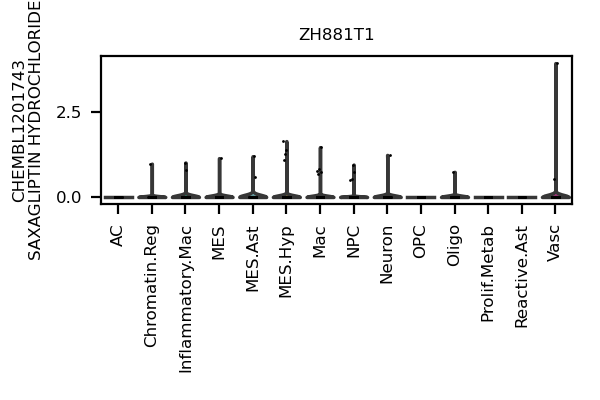 ZH881T1
CHEMBL1201743
SAXAGLIPTIN HYDROCHLORIDE
2.5
0.0
AC
Chromatin.Reg
Inflammatory.Mac
MES
MES.Ast
MES.Hyp
Mac
NPC
Neuron
OPC
Oligo
Prolif.Metab
Reactive.Ast
Vasc